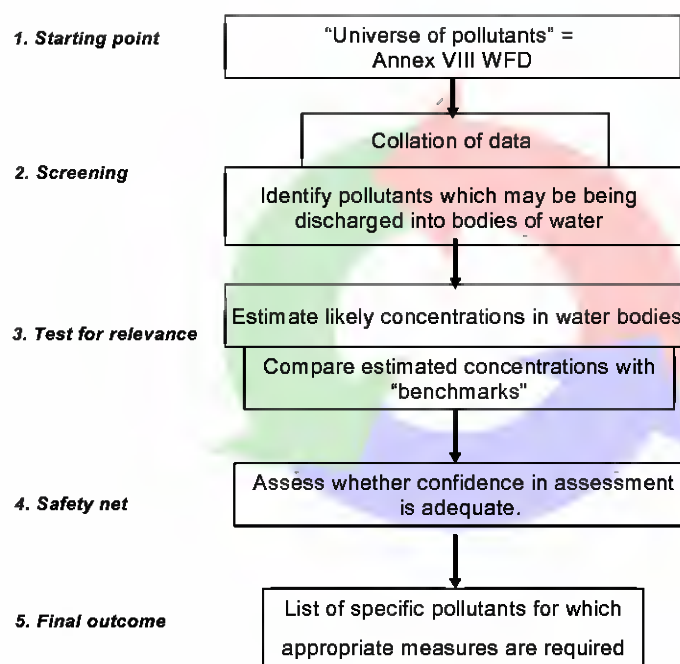 1. Starting point
"Universe of pollutants" =
Annex VIII WFD
Collation of data
2. Screening
Identify pollutants which may be being
discharged into bodies of water
Estimate likely concentrations in water bodies
3. Test for relevance
Compare estimated concentrations with
"benchmarks"
Assess whether confidence in assessment
is adequate.
4. Safety net
List of specific pollutants for which
5. Final outcome
appropriate measures are required